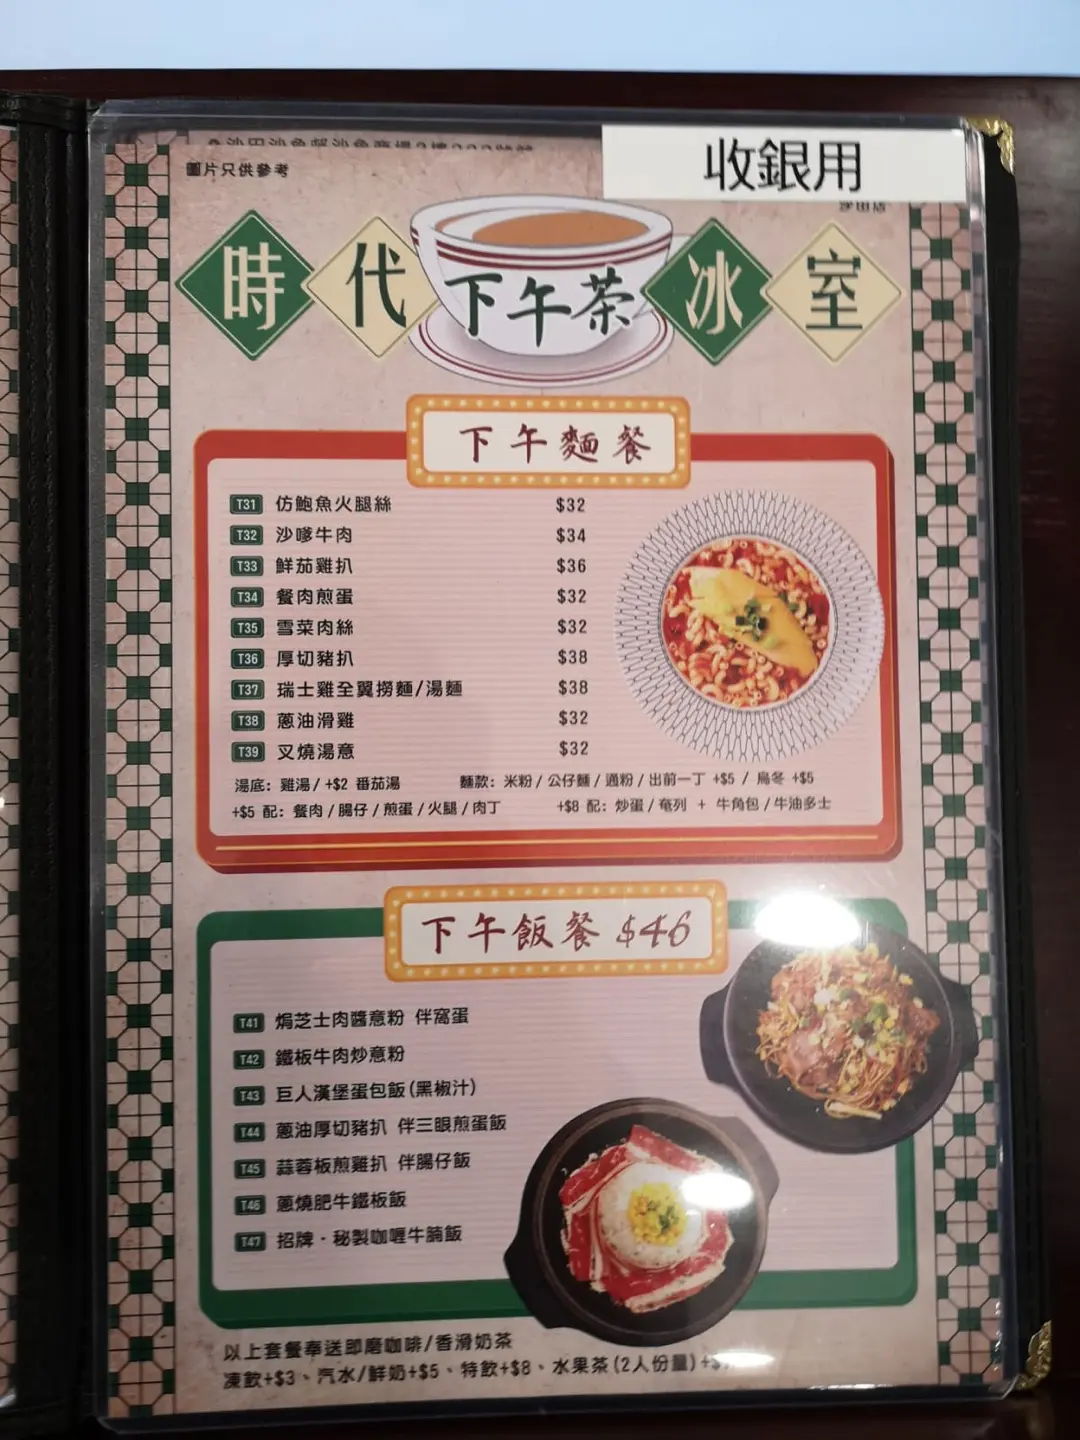 圖片只供參考
收銀用
時代 下午茶 冰室
下午麵餐
T31 仿鮑魚火腿絲 $32
T32 沙嗲牛肉 $34
T33 鮮茄雞扒 $36
T34 餐肉煎蛋 $32
T35 雪菜肉絲 $32
T36 厚切豬扒 $38
T37 瑞士雞全翼撈麵/湯麵 $38
T38 蔥油滑雞 $32
T39 叉燒湯意 $32
湯底: 雞湯/+$2 番茄湯 麵款: 米粉/公仔麵/通粉/出前一丁 +$5 / 烏冬 +$5
+$5 配: 餐肉/腸仔/煎蛋/火腿/肉丁 +$8 配: 炒蛋/奄列 + 牛角包/牛油多士
下午飯餐 $46
T41 焗芝士肉醬意粉 伴窩蛋
T42 鐵板牛肉炒意粉
T43 巨人漢堡蛋包飯(黑椒汁)
T44 蔥油厚切豬扒 伴三眼煎蛋飯
T45 蒜蓉板煎雞扒 伴腸仔飯
T46 蔥燒肥牛鐵板飯
T47 招牌·秘製咖喱牛腩飯
以上套餐奉送即磨咖啡/香滑奶茶
凍飲+$3、汽水/鮮奶+$5、特飲+$8、水果茶(2人份量)